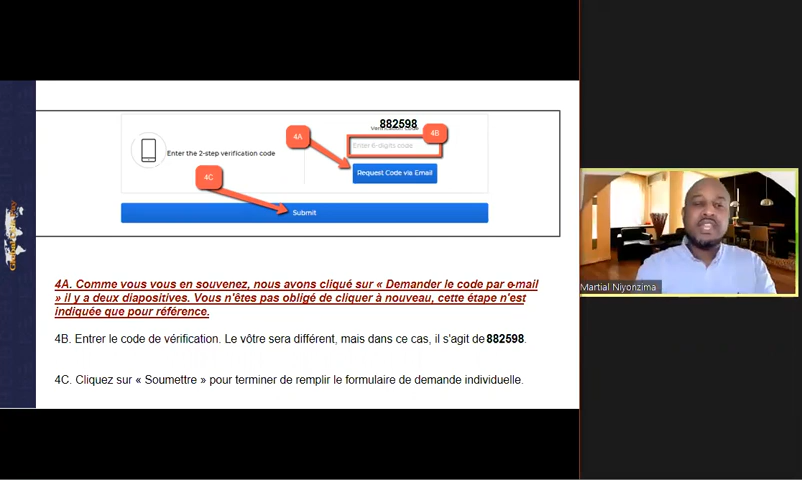 882598
Verification Code
4A
4B
Enter 6-digits code
Enter the 2-step verification code
Request Code via Email
4C
Submit
4A. Comme vous vous en souvenez, nous avons cliqué sur « Demander le code par e-mail
» il y a deux diapositives. Vous n'êtes pas obligé de cliquer à nouveau, cette étape n'est
indiquée que pour référence.
4B. Entrer le code de vérification. Le vôtre sera différent, mais dans ce cas, il s'agit de 882598.
4C. Cliquez sur « Soumettre » pour terminer de remplir le formulaire de demande individuelle.
Martial Niyonzima